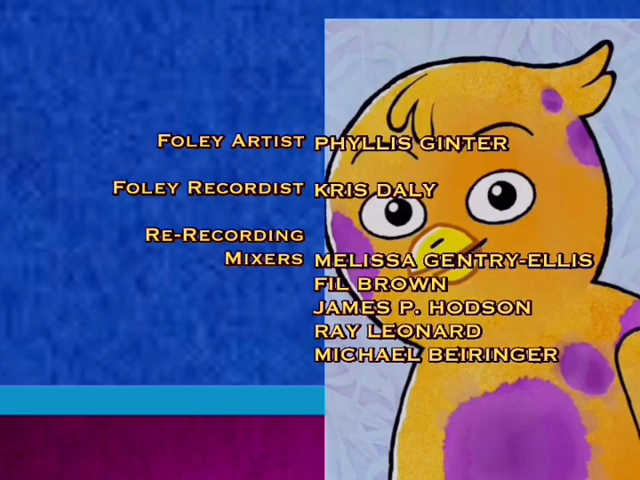 Foley Artist PHYLLIS GINTER
Foley Recordist KRIS DALY
Re-Recording
Mixers MELISSA GENTRY-ELLIS
FIL BROWN
JAMES P. HODSON
RAY LEONARD
MICHAEL BEIRINGER